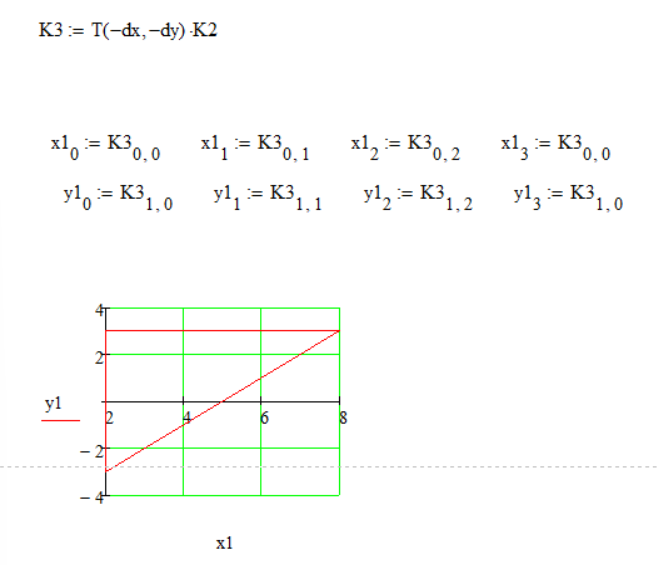 K3 := T(−dx, −dy)·K2
x1₀ := K3₀,₀ x1₁ := K3₀,₁ x1₂ := K3₀,₂ x1₃ := K3₀,₀
y1₀ := K3₁,₀ y1₁ := K3₁,₁ y1₂ := K3₁,₂ y1₃ := K3₁,₀
4
2
y1
2 4 6 8
−2
−4
x1